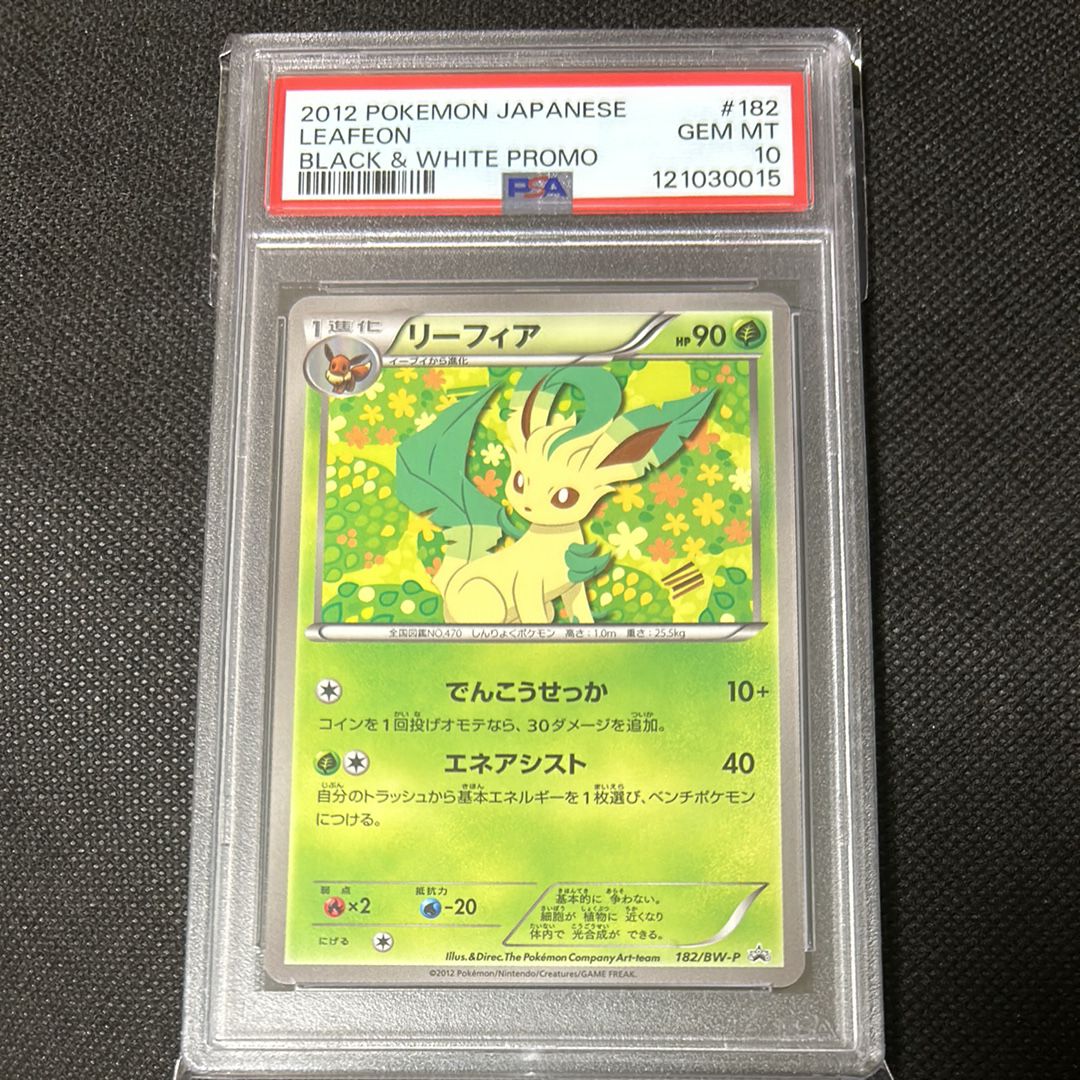 2012 POKEMON JAPANESE #182
LEAFEON GEM MT
BLACK & WHITE PROMO 10
PSA 121030015
1進化 リーフィア HP90
イーブイから進化
全国図鑑NO.470 しんりょくポケモン 高さ:1.0m 重さ:25.5kg
でんこうせっか 10+
コインを1回投げオモテなら、30ダメージを追加。
エネアシスト 40
自分のトラッシュから基本エネルギーを1枚選び、ベンチポケモン
につける。
弱点 抵抗力
×2 -20
にげる
基本的に 争わない。
細胞が 植物に 近くなり
体内で 光合成が できる。
Illus.&Direc.The Pokémon Company Art-team 182/BW-P
©2012 Pokémon/Nintendo/Creatures/GAME FREAK.